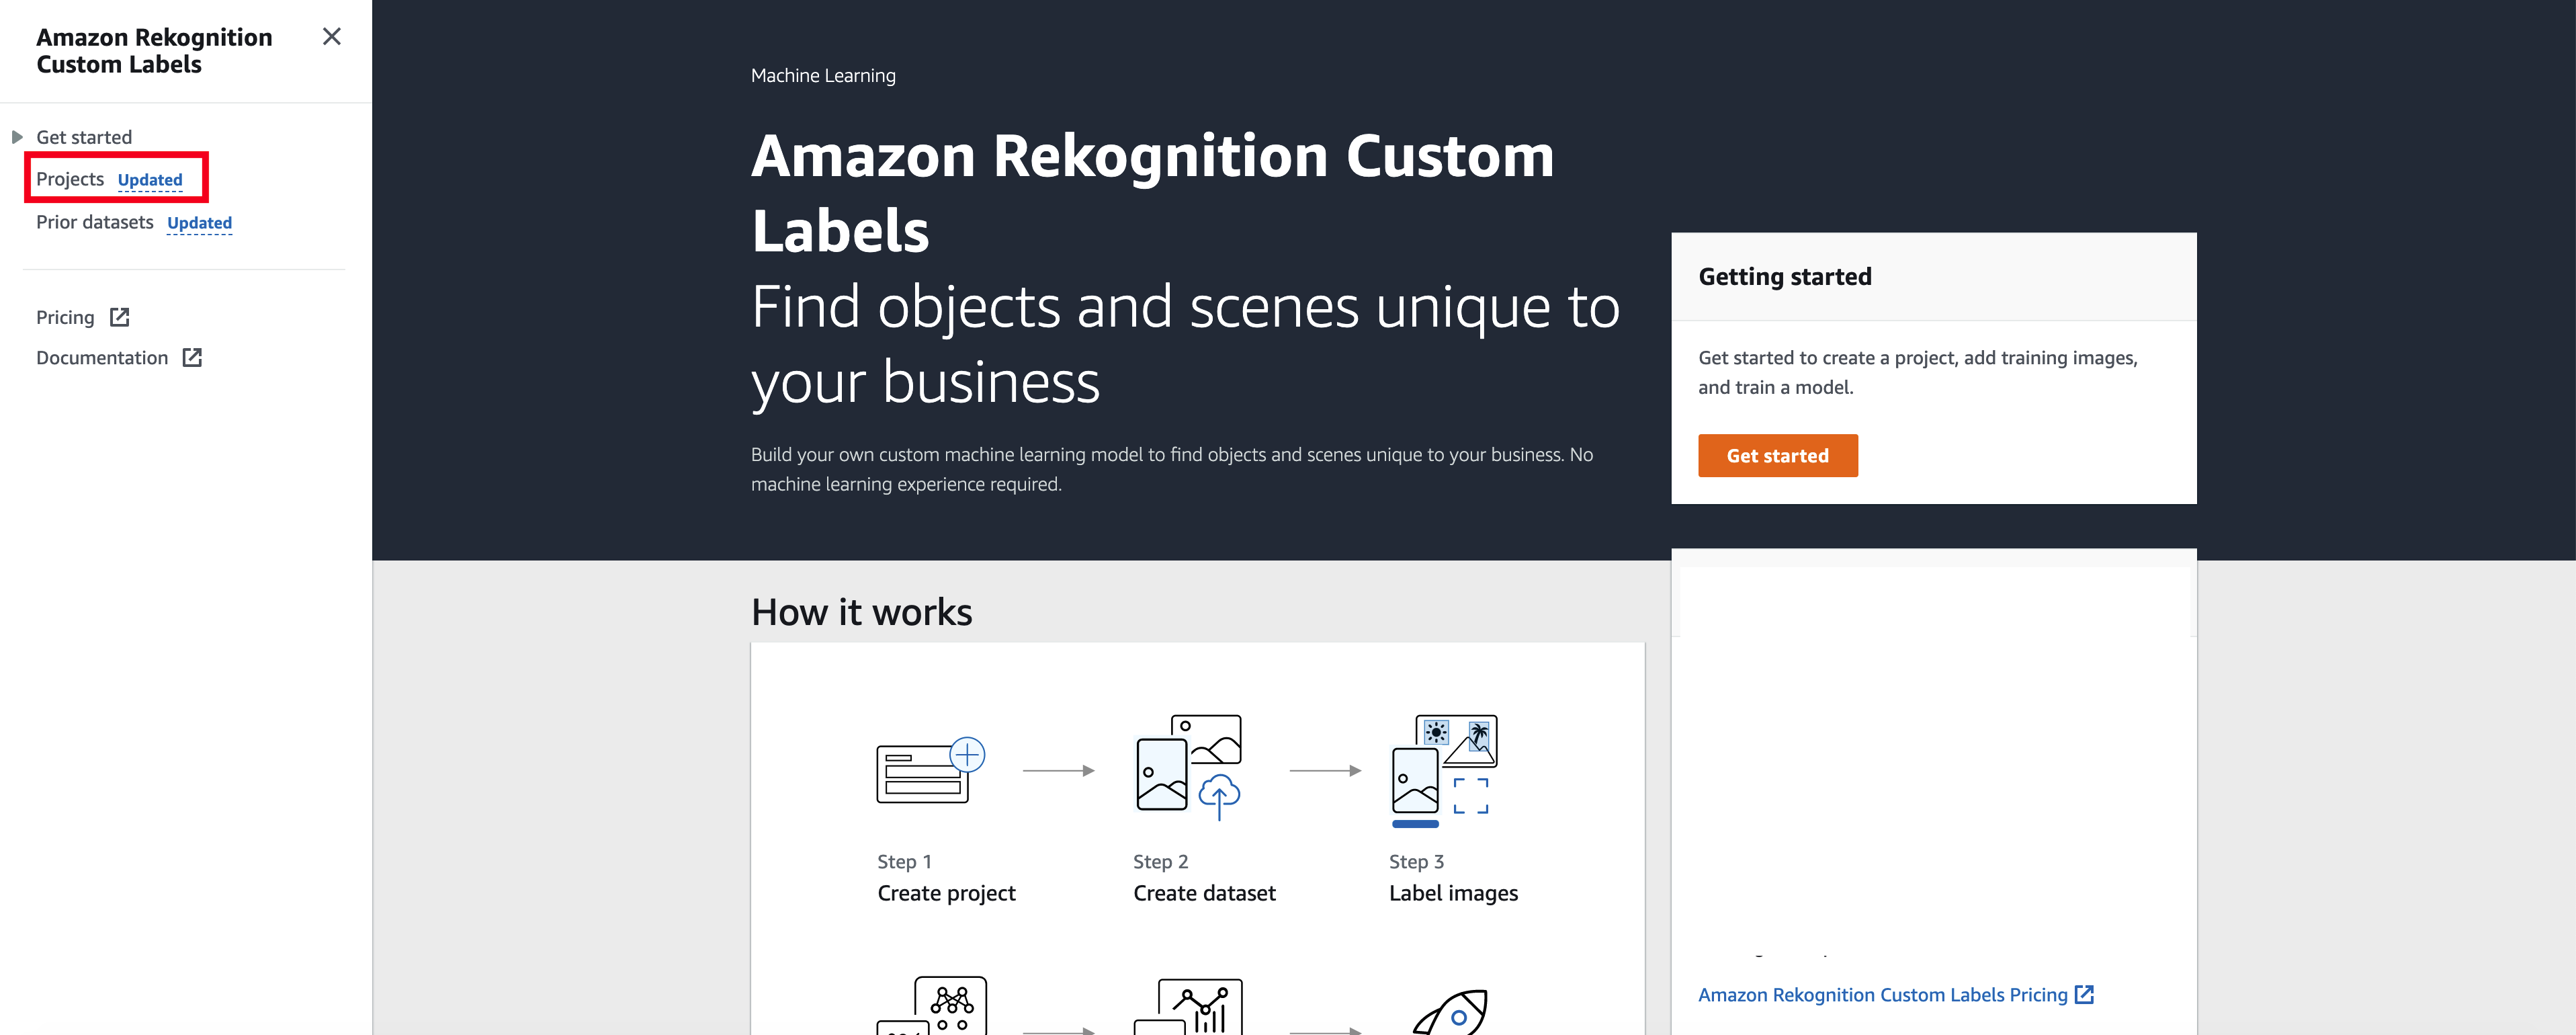 Amazon Rekognition
Custom Labels
Get started
Projects Updated
Prior datasets Updated
Pricing
Documentation
Machine Learning
Amazon Rekognition Custom
Labels
Find objects and scenes unique to
your business
Build your own custom machine learning model to find objects and scenes unique to your business. No
machine learning experience required.
Getting started
Get started to create a project, add training images,
and train a model.
Get started
How it works
Step 1
Create project
Step 2
Create dataset
Step 3
Label images
Amazon Rekognition Custom Labels Pricing